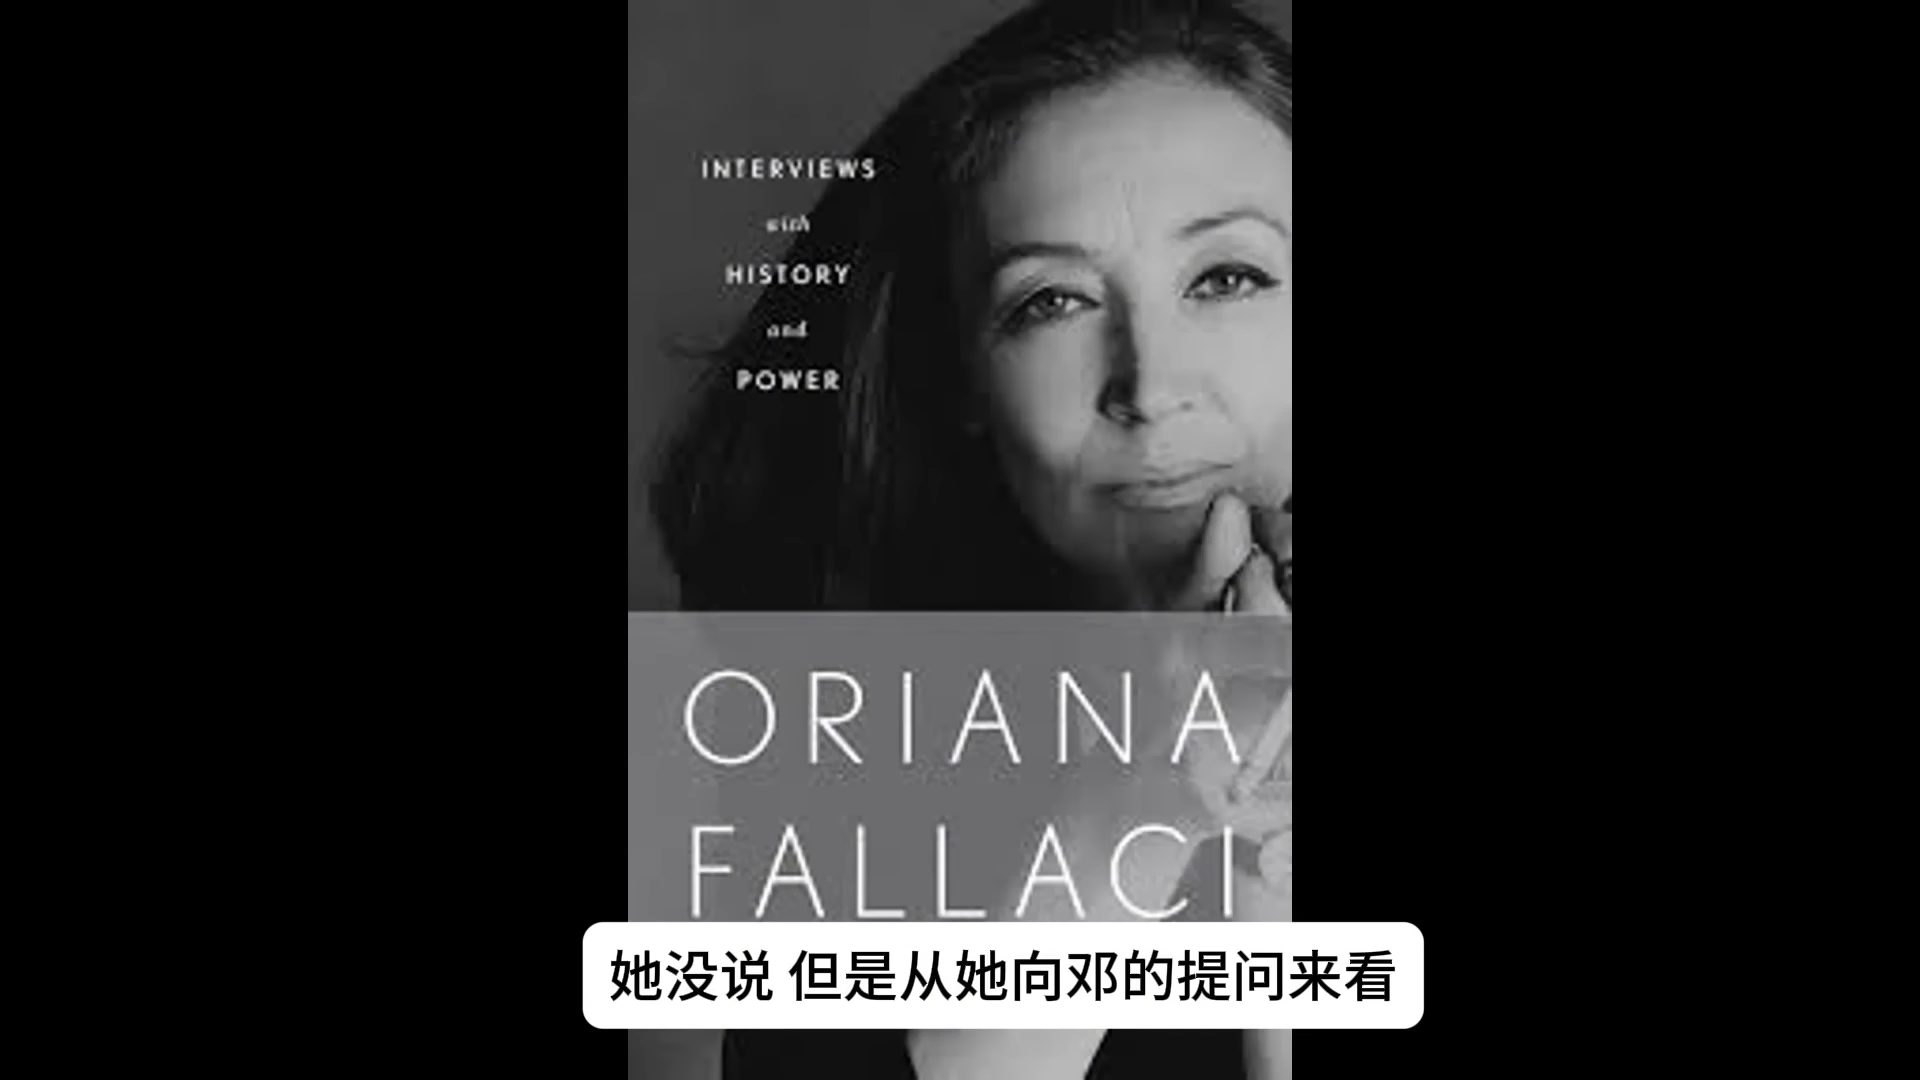 INTERVIEWS
with
HISTORY
and
POWER
ORIANA
FALLACI
她没说 但是从她向邓的提问来看